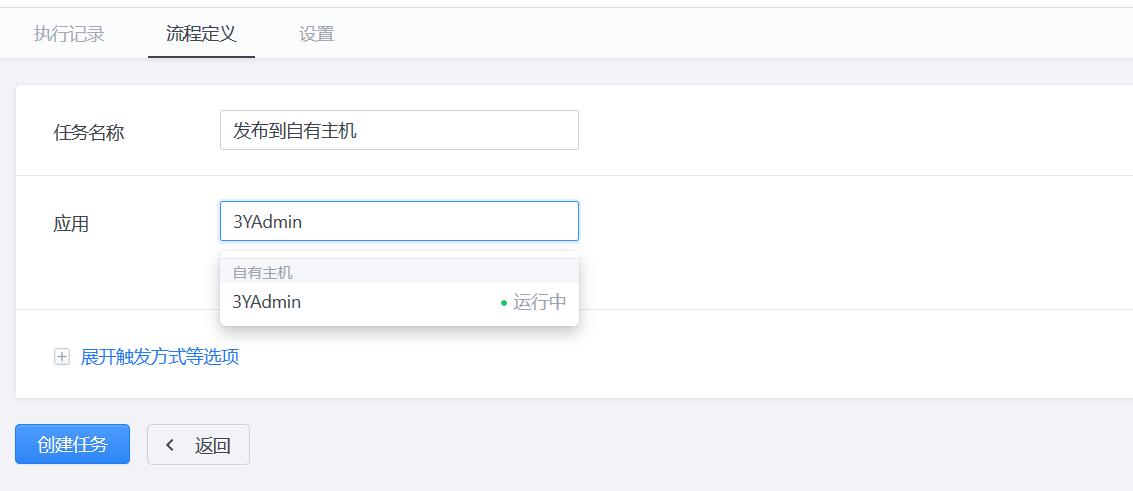 执行记录 流程定义 设置
任务名称 发布到自有主机
应用 3YAdmin
自有主机
3YAdmin 运行中
展开触发方式等选项
创建任务 返回